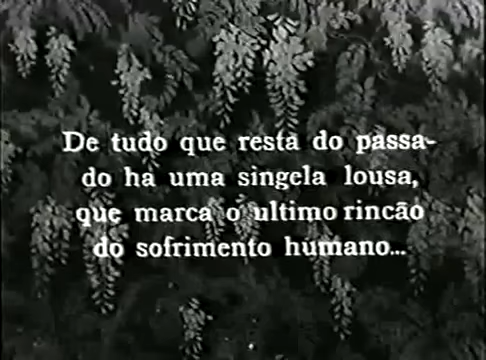 De tudo que resta do passa-
do ha uma singela lousa,
que marca o ultimo rincão
do sofrimento humano...